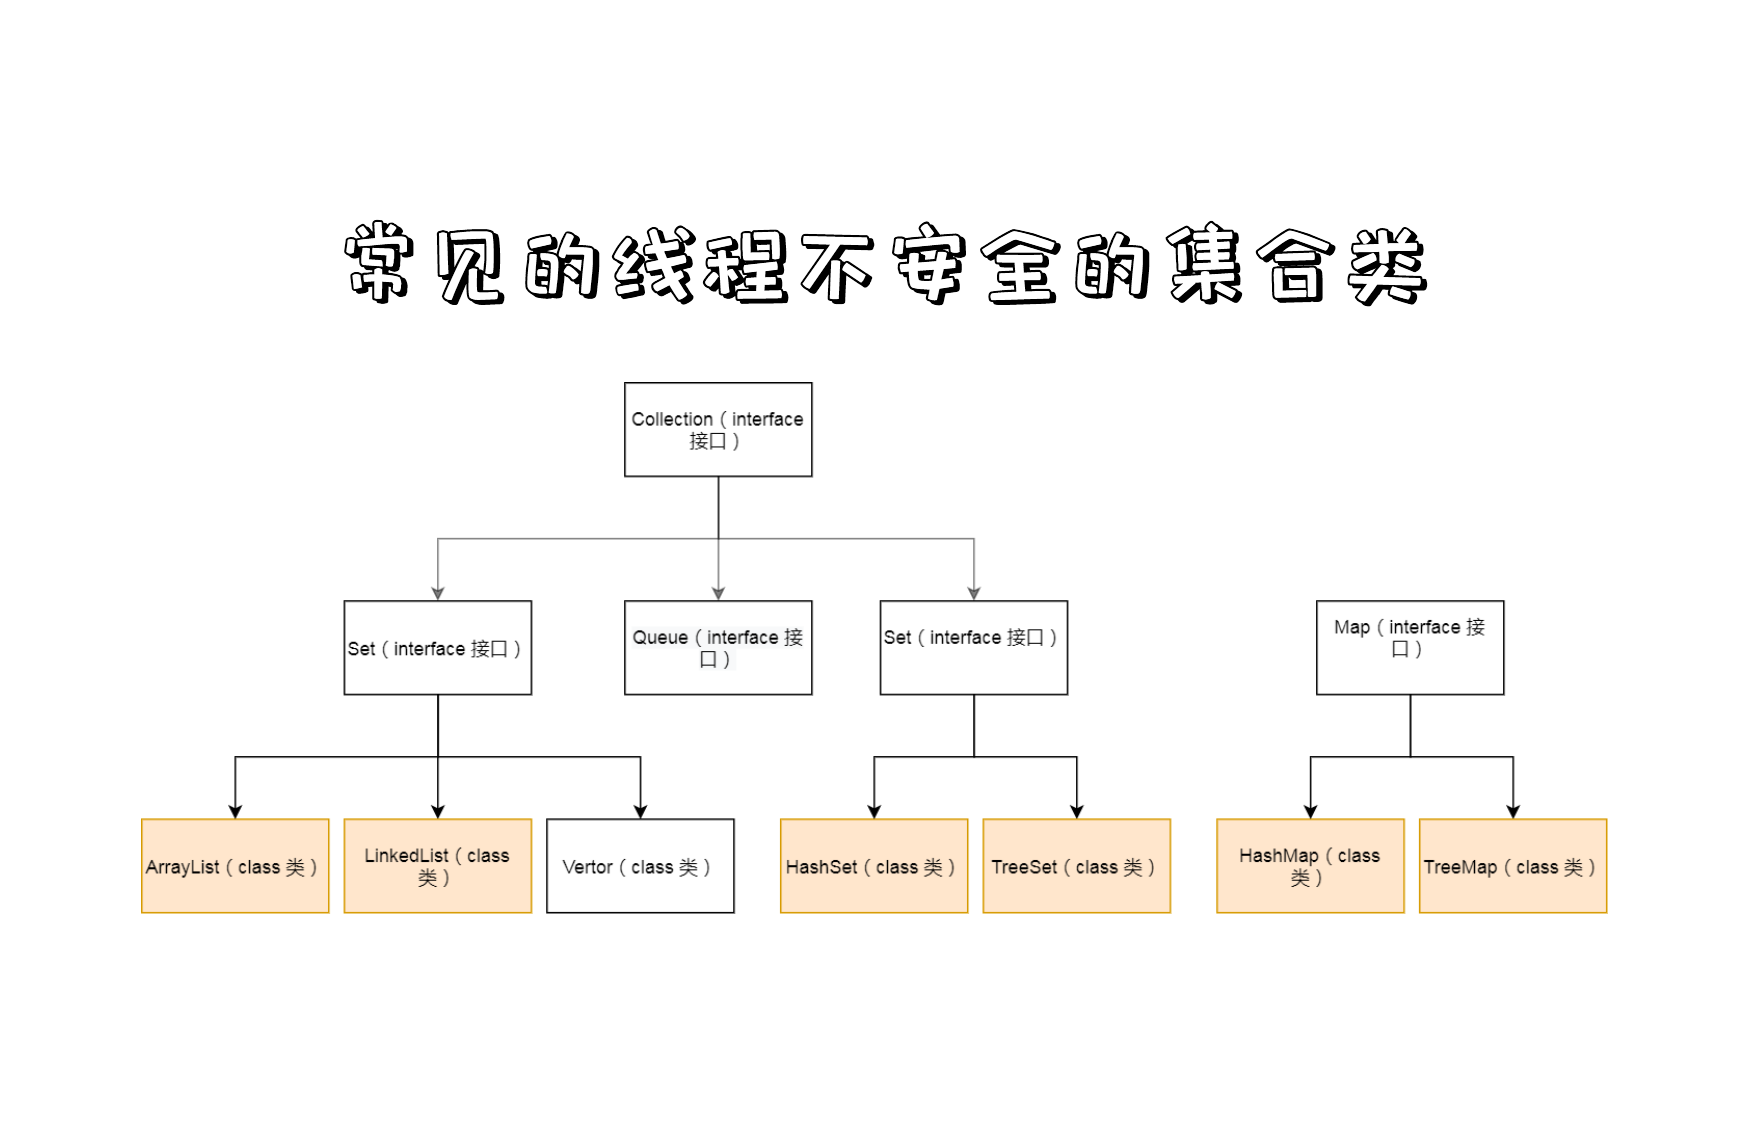 常见的线程不安全的集合类
Collection（interface
接口）
Set（interface 接口）
Queue（interface 接
口）
Set（interface 接口）
Map（interface 接
口）
ArrayList（class 类）
LinkedList（class
类）
Vertor（class 类）
HashSet（class 类）
TreeSet（class 类）
HashMap（class
类）
TreeMap（class 类）